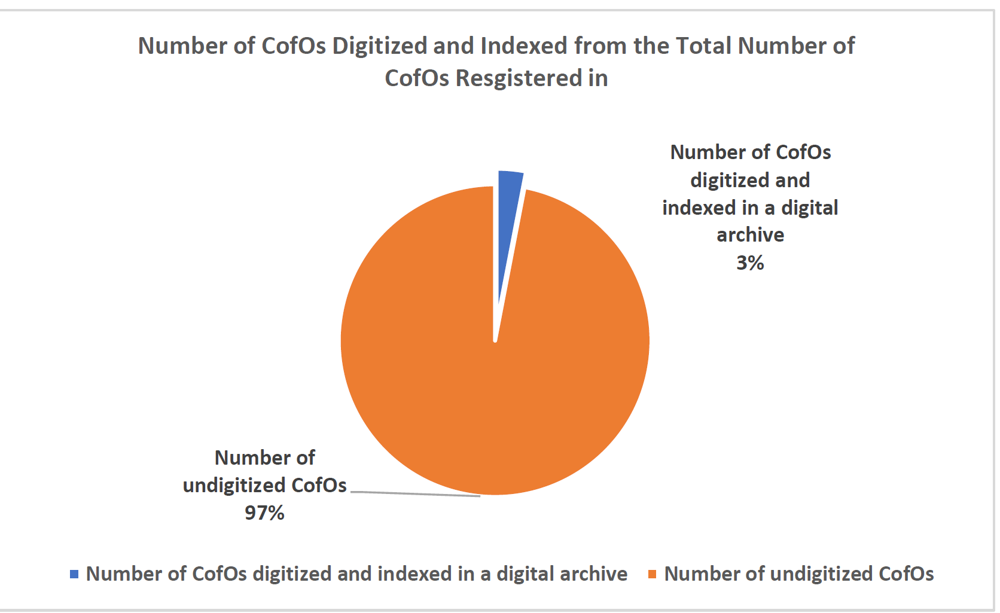 Number of CofOs Digitized and Indexed from the Total Number of
CofOs Resgistered in
Number of CofOs
digitized and
indexed in a digital
archive
3%
Number of
undigitized CofOs
97%
Number of CofOs digitized and indexed in a digital archive
Number of undigitized CofOs